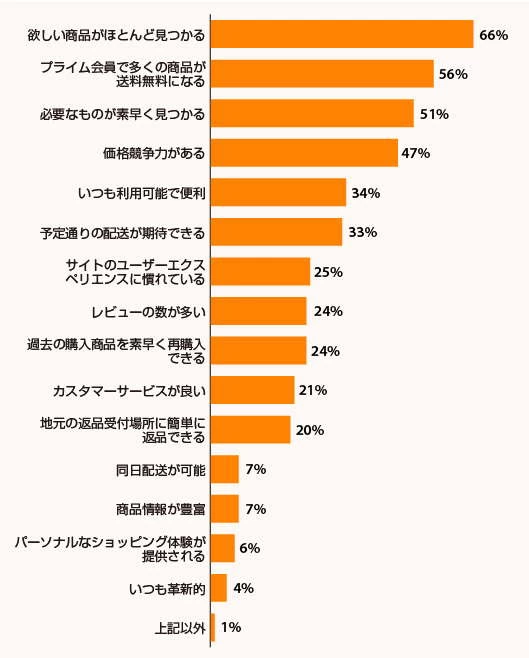 欲しい商品がほとんど見つかる 66%
プライム会員で多くの商品が
送料無料になる 56%
必要なものが素早く見つかる 51%
価格競争力がある 47%
いつも利用可能で便利 34%
予定通りの配送が期待できる 33%
サイトのユーザーエクス
ペリエンスに慣れている 25%
レビューの数が多い 24%
過去の購入商品を素早く再購入
できる 24%
カスタマーサービスが良い 21%
地元の返品受付場所に簡単に
返品できる 20%
同日配送が可能 7%
商品情報が豊富 7%
パーソナルなショッピング体験が
提供される 6%
いつも革新的 4%
上記以外 1%